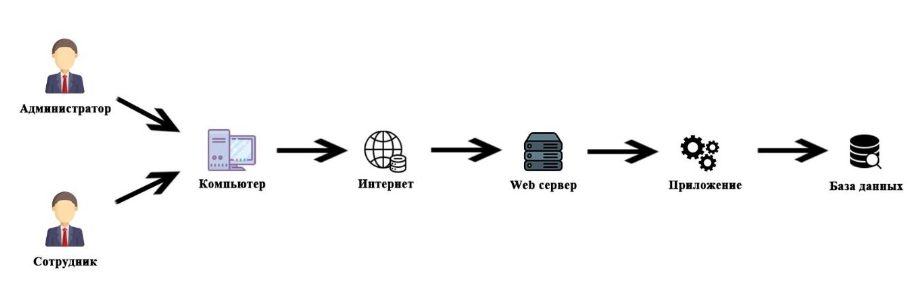 Администратор
Сотрудник
Компьютер
Интернет
Web сервер
Приложение
База данных